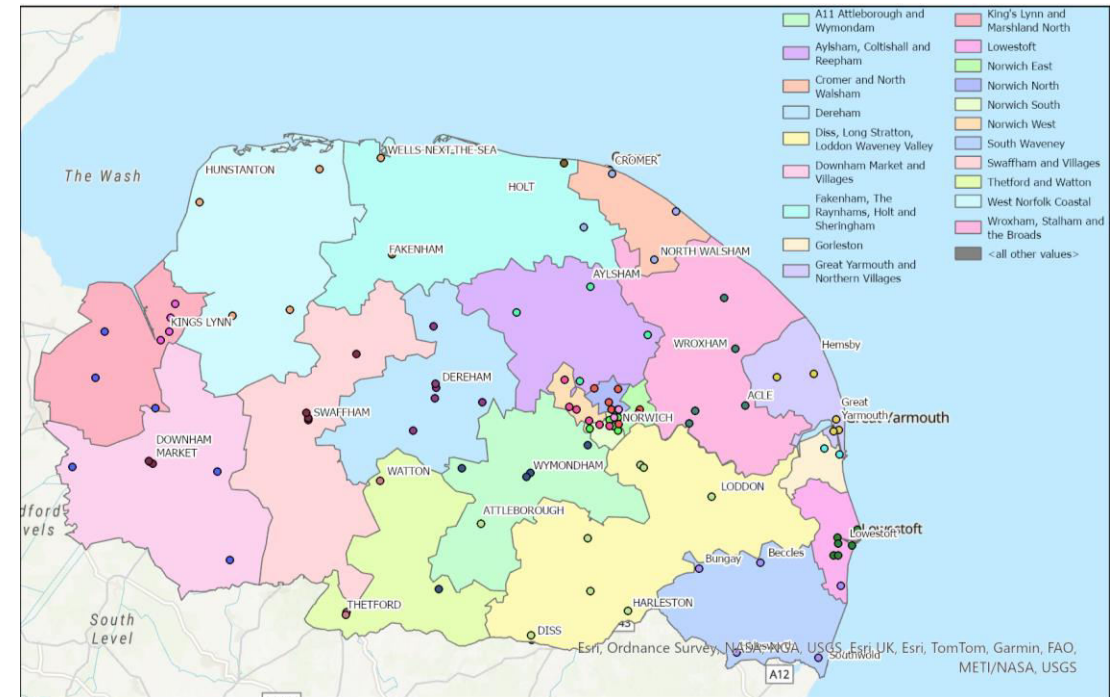 A11 Attleborough and
Wymondam
Aylsham, Coltishall and
Reepham
Cromer and North
Walsham
Dereham
Diss, Long Stratton,
Loddon Waveney Valley
Downham Market and
Villages
Fakenham, The
Raynhams, Holt and
Sheringham
Gorleston
Great Yarmouth and
Northern Villages
King's Lynn and
Marshland North
Lowestoft
Norwich East
Norwich North
Norwich South
Norwich West
South Waveney
Swaffham and Villages
Thetford and Watton
West Norfolk Coastal
Wroxham, Stalham and
the Broads
<all other values>
The Wash
WELLS-NEXT-THE-SEA
HUNSTANTON
CROMER
HOLT
FAKENHAM
NORTH WALSHAM
AYLSHAM
KINGS LYNN
WROXHAM
Hemsby
DEREHAM
ACLE
SWAFFHAM
NORWICH
Great
Yarmouth
Great Yarmouth
DOWNHAM
MARKET
WATTON
WYMONDHAM
LODDON
ATTLEBOROUGH
Lowestoft
Lowestoft
Bungay
Beccles
THETFORD
HARLESTON
South
Level
DISS
Southwold
A12
Esri, Ordnance Survey, NASA, NGA, USGS, Esri UK, Esri, TomTom, Garmin, FAO,
METI/NASA, USGS